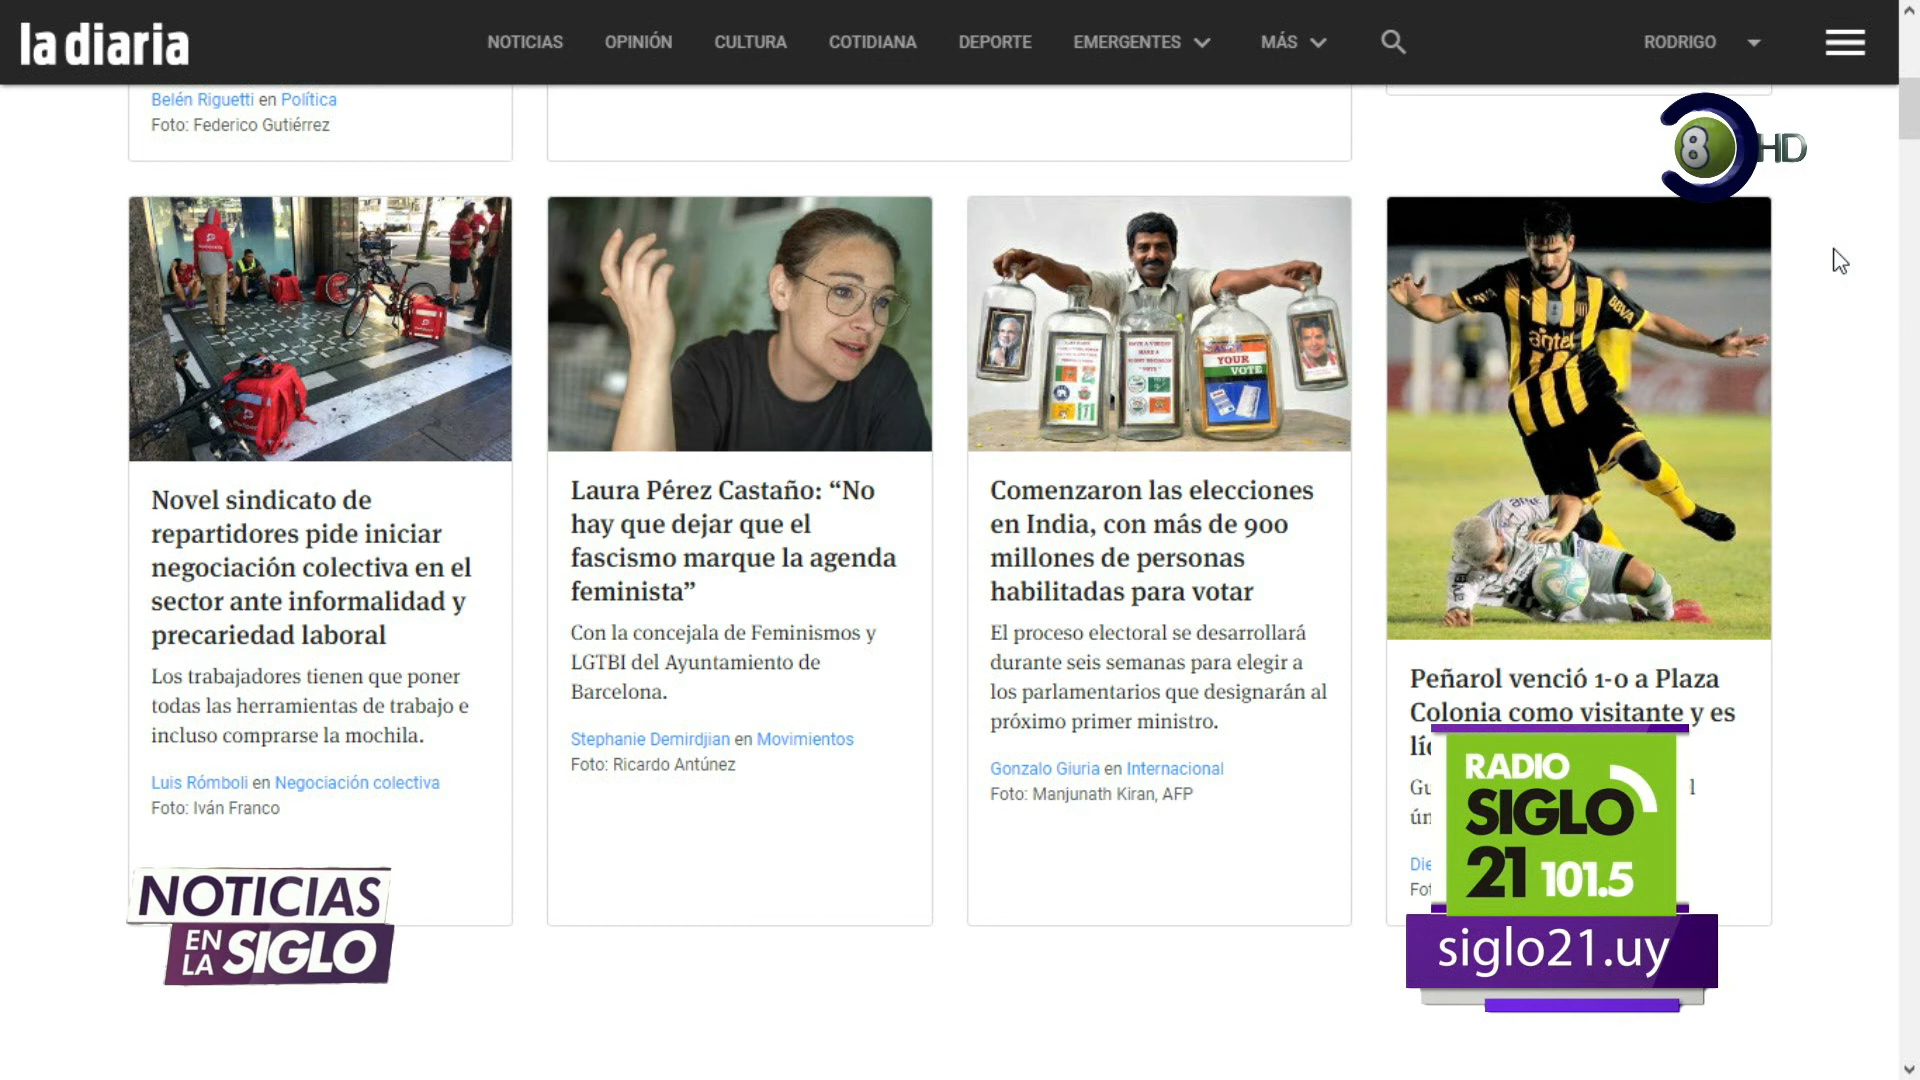 la diaria
NOTICIAS
OPINIÓN
CULTURA
COTIDIANA
DEPORTE
EMERGENTES
MÁS
RODRIGO
Belén Riguetti en Política
Foto: Federico Gutiérrez
8 HD
Novel sindicato de
repartidores pide iniciar
negociación colectiva en el
sector ante informalidad y
precariedad laboral
Los trabajadores tienen que poner
todas las herramientas de trabajo e
incluso comprarse la mochila.
Luis Rómboli en Negociación colectiva
Foto: Iván Franco
Laura Pérez Castaño: “No
hay que dejar que el
fascismo marque la agenda
feminista”
Con la concejala de Feminismos y
LGTBI del Ayuntamiento de
Barcelona.
Stephanie Demirdjian en Movimientos
Foto: Ricardo Antúnez
YOUR
VOTE
Comenzaron las elecciones
en India, con más de 900
millones de personas
habilitadas para votar
El proceso electoral se desarrollará
durante seis semanas para elegir a
los parlamentarios que designarán al
próximo primer ministro.
Gonzalo Giuria en Internacional
Foto: Manjunath Kiran, AFP
BBVA
antel
Peñarol venció 1-0 a Plaza
Colonia como visitante y es
NOTICIAS
EN LA SIGLO
RADIO
SIGLO
21 101.5
siglo21.uy